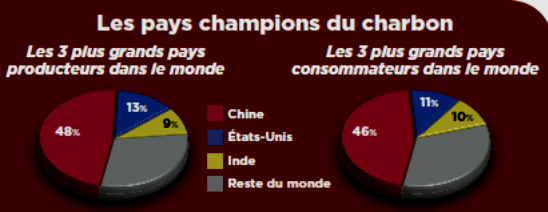 Les pays champions du charbon
Les 3 plus grands pays
producteurs dans le monde
Les 3 plus grands pays
consommateurs dans le monde
13%
9%
48%
Chine
États-Unis
Inde
Reste du monde
11%
10%
46%